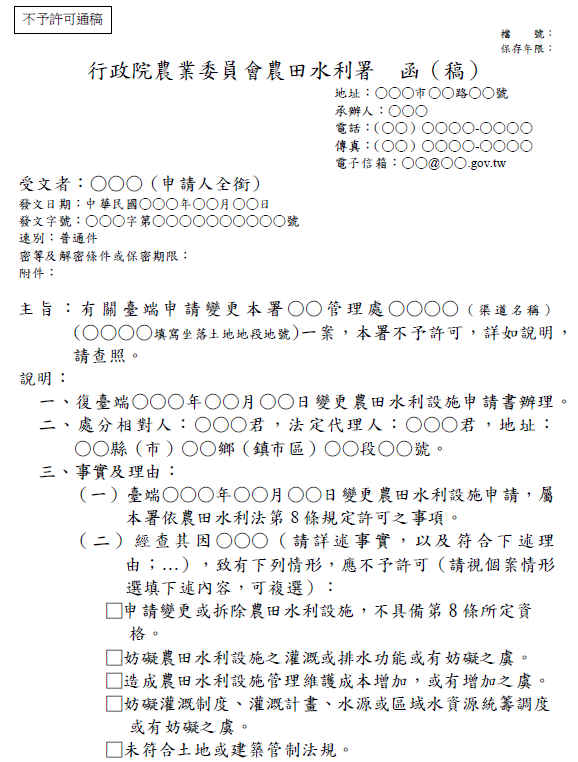 不予許可通稿
檔　號：
保存年限：
行政院農業委員會農田水利署　函（稿）
地址：○○○市○○路○○號
承辦人：○○○
電話：(○○) ○○○○-○○○○
傳真：(○○) ○○○○-○○○○
電子信箱：○○@○○.gov.tw
受文者：○○○（申請人全銜）
發文日期：中華民國○○○年○○月○○日
發文字號：○○○字第○○○○○○○○○○號
速別：普通件
密等及解密條件或保密期限：
附件：
主旨：有關臺端申請變更本署○○管理處○○○○（渠道名稱）
(○○○○填寫坐落土地地段地號)一案，本署不予許可，詳如說明，
請查照。
說明：
一、復臺端○○○年○○月○○日變更農田水利設施申請書辦理。
二、處分相對人：○○○君，法定代理人：○○○君，地址：
○○縣（市）○○鄉（鎮市區）○○段○○號。
三、事實及理由：
（一）臺端○○○年○○月○○日變更農田水利設施申請，屬
本署依農田水利法第 8 條規定許可之事項。
（二）經查其因○○○（請詳述事實，以及符合下述理
由；…），致有下列情形，應不予許可（請視個案情形
選填下述內容，可複選）：
□申請變更或拆除農田水利設施，不具備第 8 條所定資
格。
□妨礙農田水利設施之灌溉或排水功能或有妨礙之虞。
□造成農田水利設施管理維護成本增加，或有增加之虞。
□妨礙灌溉制度、灌溉計畫、水源或區域水資源統籌調度
或有妨礙之虞。
□未符合土地或建築管制法規。